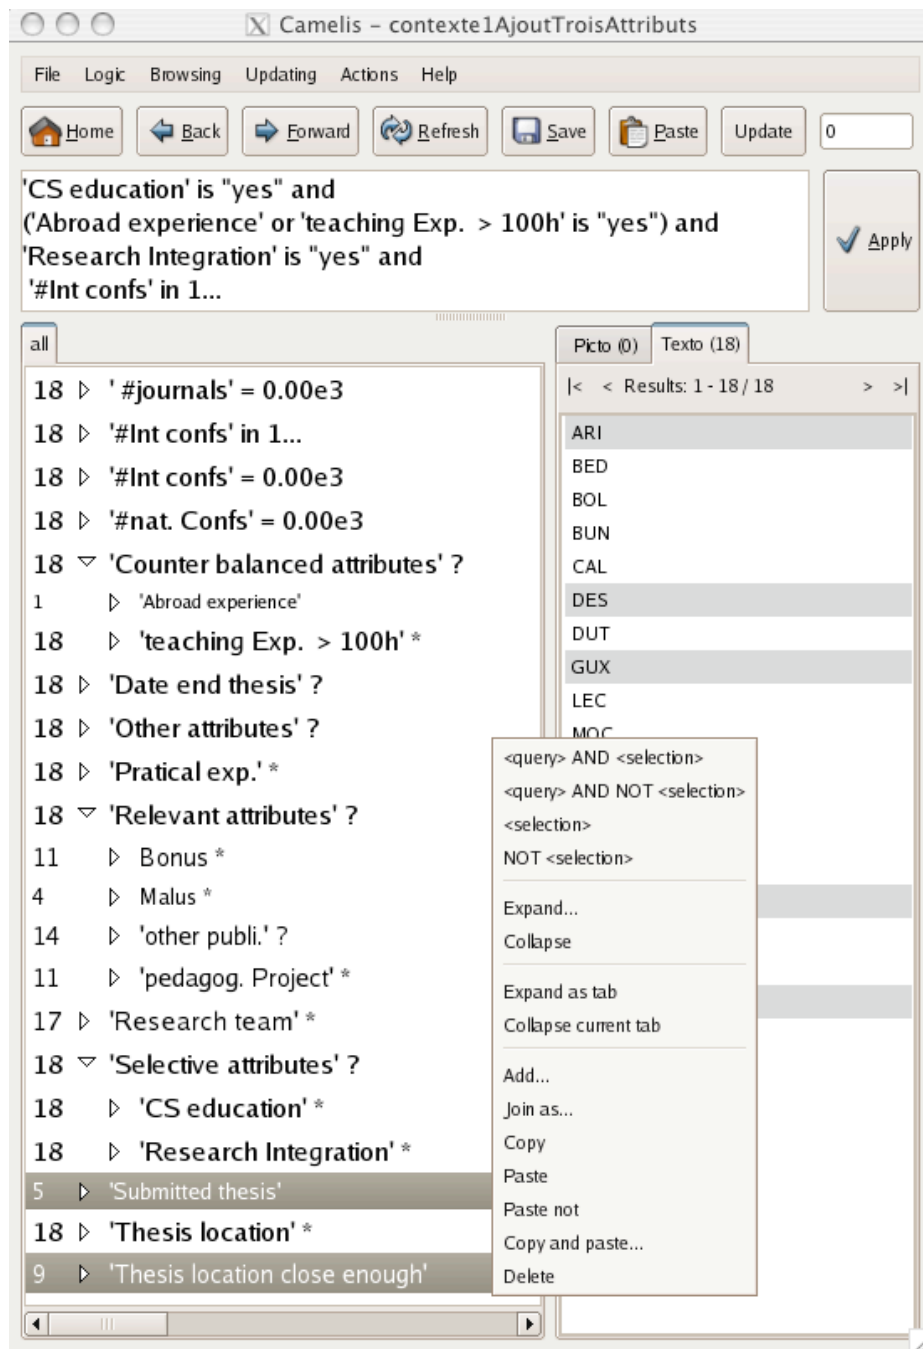 Camelis – contexte1AjoutTroisAttributs
File Logic Browsing Updating Actions Help
Home Back Forward Refresh Save Paste Update 0
'CS education' is "yes" and
('Abroad experience' or 'teaching Exp. > 100h' is "yes") and
'Research Integration' is "yes" and
'#Int confs' in 1...
Apply
all
18 ' #journals' = 0.00e3
18 '#Int confs' in 1...
18 '#Int confs' = 0.00e3
18 '#nat. Confs' = 0.00e3
18 'Counter balanced attributes' ?
1 'Abroad experience'
18 'teaching Exp. > 100h' *
18 'Date end thesis' ?
18 'Other attributes' ?
18 'Pratical exp.' *
18 'Relevant attributes' ?
11 Bonus *
4 Malus *
14 'other publi.' ?
11 'pedagog. Project' *
17 'Research team' *
18 'Selective attributes' ?
18 'CS education' *
18 'Research Integration' *
5 'Submitted thesis'
18 'Thesis location' *
9 'Thesis location close enough'
Picto (0) Texto (18)
|< < Results: 1 - 18 / 18 > >|
ARI
BED
BOL
BUN
CAL
DES
DUT
GUX
LEC
MOC
<query> AND <selection>
<query> AND NOT <selection>
<selection>
NOT <selection>
Expand...
Collapse
Expand as tab
Collapse current tab
Add...
Join as...
Copy
Paste
Paste not
Copy and paste...
Delete